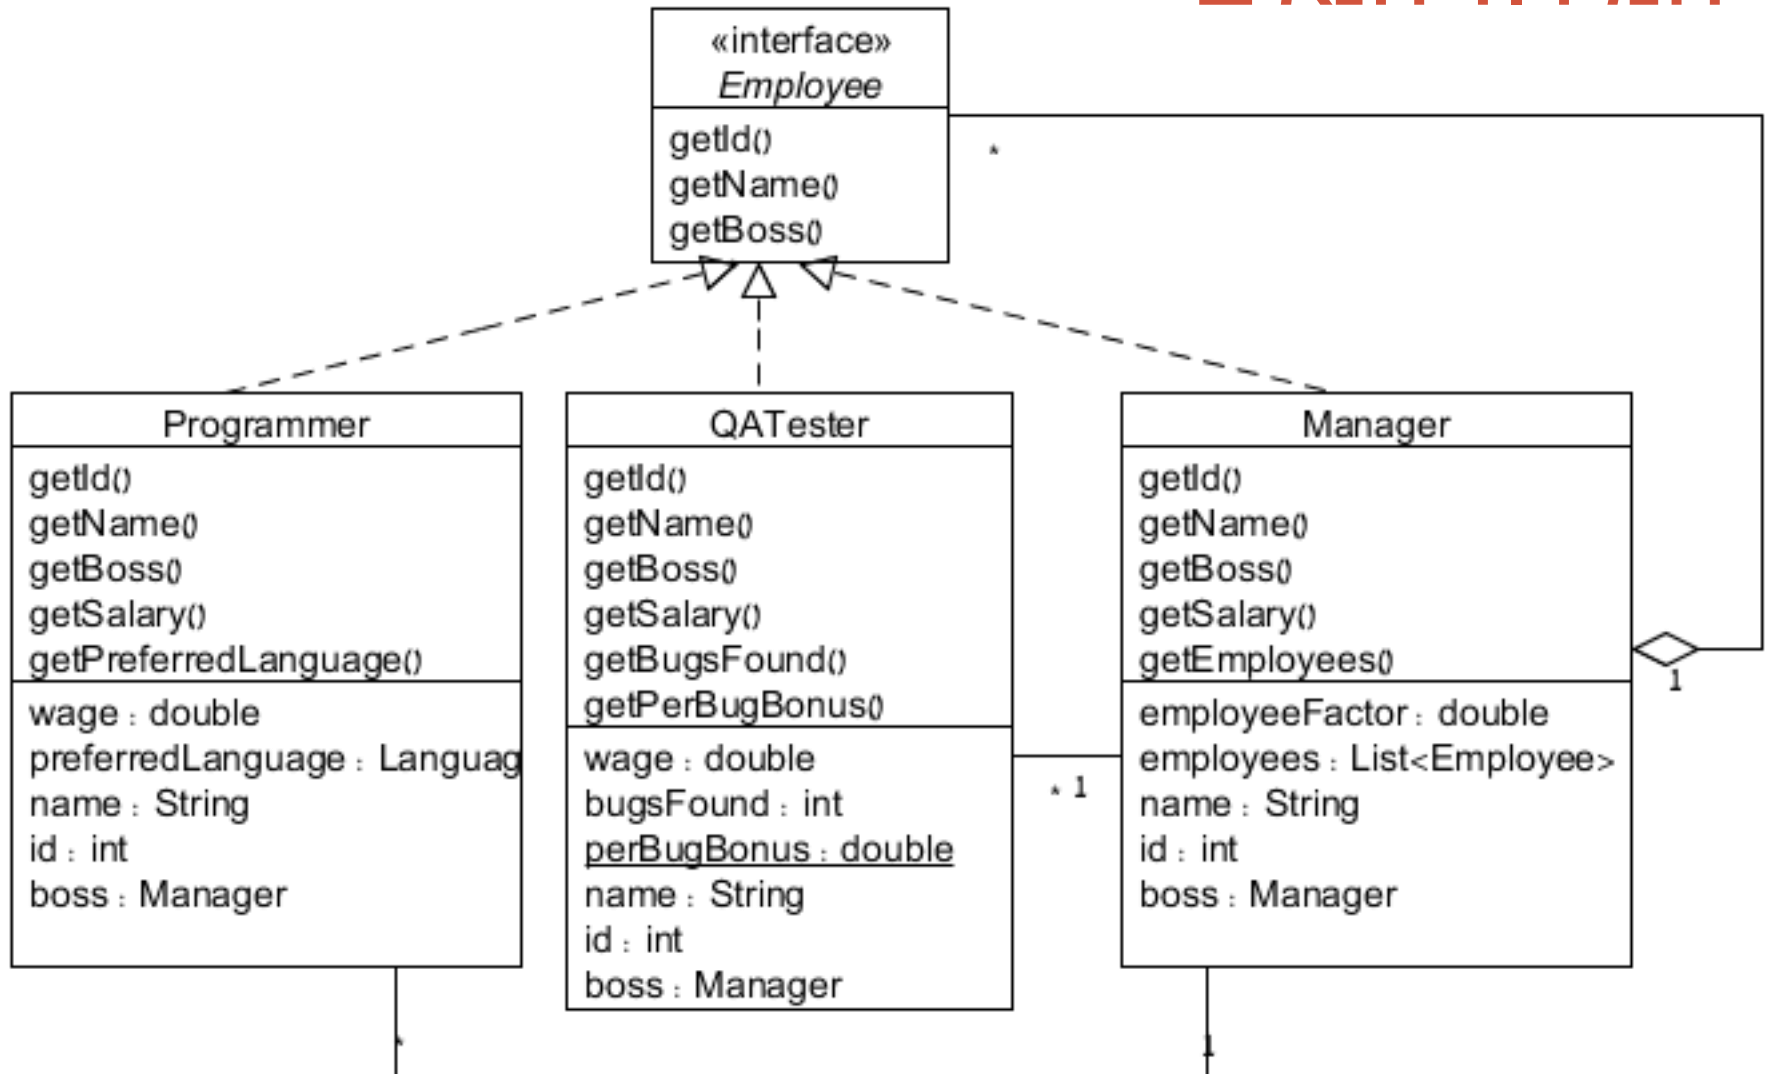 «interface»
Employee
getId()
getName()
getBoss()
*
Programmer
getId()
getName()
getBoss()
getSalary()
getPreferredLanguage()
wage : double
preferredLanguage : Languag
name : String
id : int
boss : Manager
*
QATester
getId()
getName()
getBoss()
getSalary()
getBugsFound()
getPerBugBonus()
wage : double
bugsFound : int
perBugBonus : double
name : String
id : int
boss : Manager
* 1
Manager
getId()
getName()
getBoss()
getSalary()
getEmployees()
1
employeeFactor : double
employees : List<Employee>
name : String
id : int
boss : Manager
1